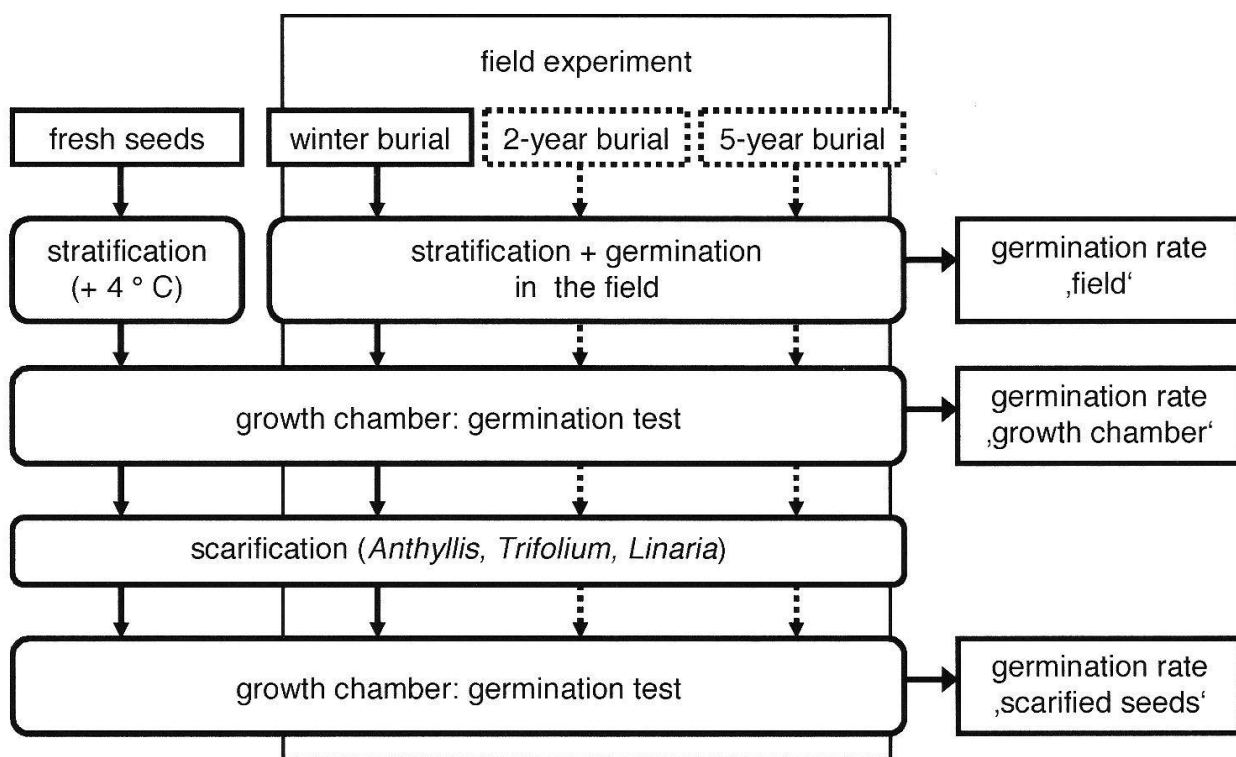 field experiment
fresh seeds
winter burial
2-year burial
5-year burial
stratification
(+ 4 ° C)
stratification + germination
in the field
germination rate
‚field‘
growth chamber: germination test
germination rate
‚growth chamber‘
scarification (Anthyllis, Trifolium, Linaria)
growth chamber: germination test
germination rate
‚scarified seeds‘